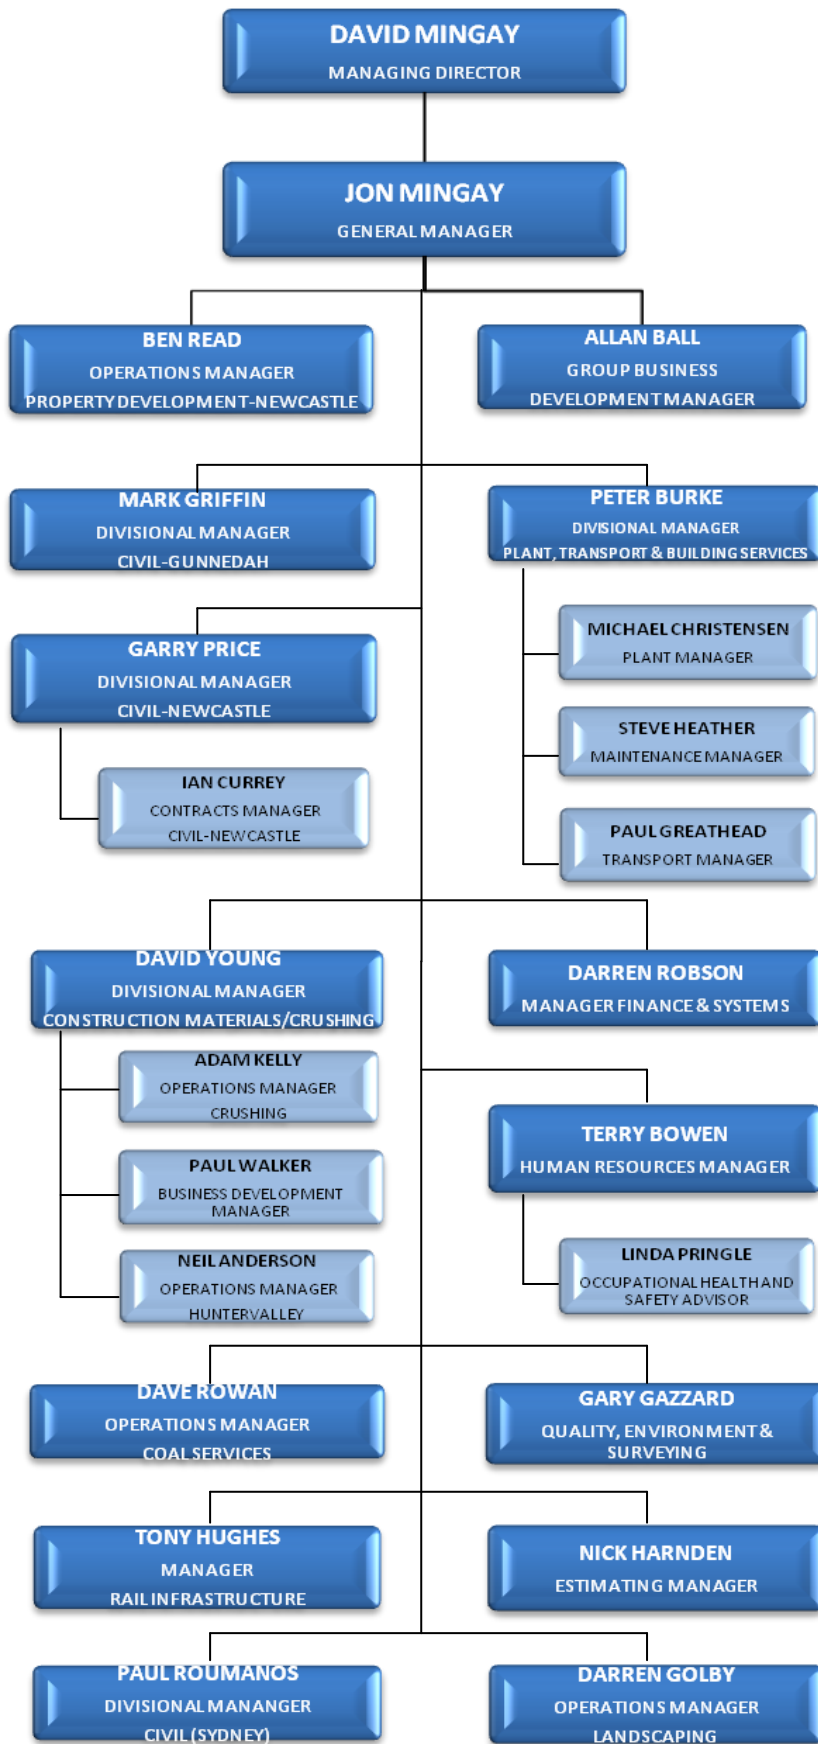 DAVID MINGAY
MANAGING DIRECTOR
JON MINGAY
GENERAL MANAGER
BEN READ
OPERATIONS MANAGER
PROPERTY DEVELOPMENT-NEWCASTLE
ALLAN BALL
GROUP BUSINESS
DEVELOPMENT MANAGER
MARK GRIFFIN
DIVISIONAL MANAGER
CIVIL-GUNNEDAH
PETER BURKE
DIVISIONAL MANAGER
PLANT, TRANSPORT & BUILDING SERVICES
MICHAEL CHRISTENSEN
PLANT MANAGER
STEVE HEATHER
MAINTENANCE MANAGER
PAUL GREATHEAD
TRANSPORT MANAGER
GARRY PRICE
DIVISIONAL MANAGER
CIVIL-NEWCASTLE
IAN CURREY
CONTRACTS MANAGER
CIVIL-NEWCASTLE
DAVID YOUNG
DIVISIONAL MANAGER
CONSTRUCTION MATERIALS/CRUSHING
ADAM KELLY
OPERATIONS MANAGER
CRUSHING
PAUL WALKER
BUSINESS DEVELOPMENT
MANAGER
NEIL ANDERSON
OPERATIONS MANAGER
HUNTERVALLEY
DARREN ROBSON
MANAGER FINANCE & SYSTEMS
TERRY BOWEN
HUMAN RESOURCES MANAGER
LINDA PRINGLE
OCCUPATIONAL HEALTH AND
SAFETY ADVISOR
DAVE ROWAN
OPERATIONS MANAGER
COAL SERVICES
GARY GAZZARD
QUALITY, ENVIRONMENT &
SURVEYING
TONY HUGHES
MANAGER
RAIL INFRASTRUCTURE
NICK HARNDEN
ESTIMATING MANAGER
PAUL ROUMANOS
DIVISIONAL MANANGER
CIVIL (SYDNEY)
DARREN GOLBY
OPERATIONS MANAGER
LANDSCAPING